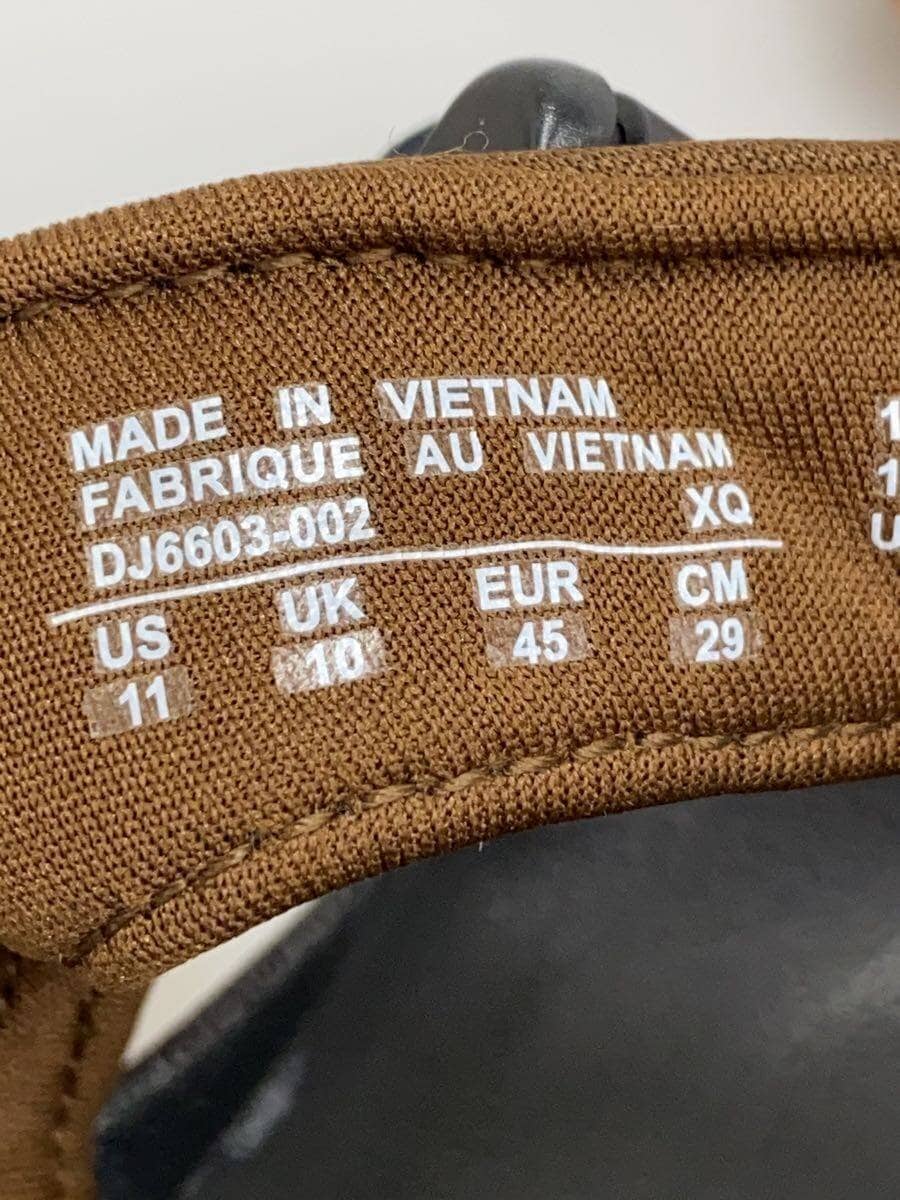 MADE IN VIETNAM
FABRIQUE AU VIETNAM
DJ6603-002 XQ
US UK EUR CM
11 10 45 29